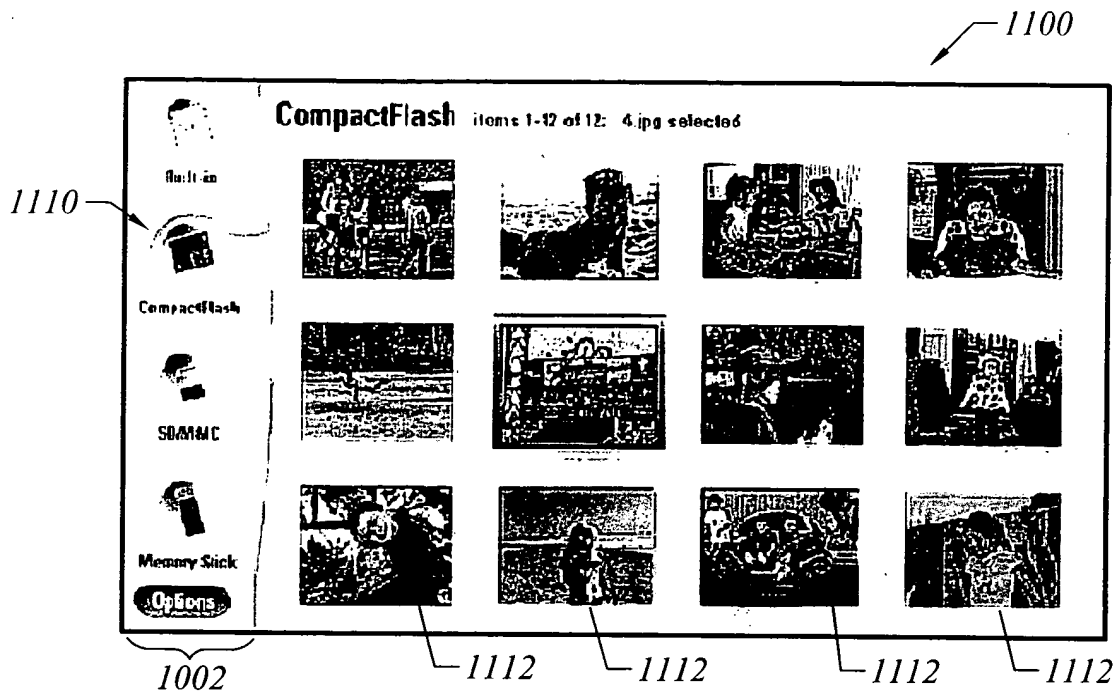 1100
CompactFlash items 1-12 of 12: 4.jpg selected
Built-in
1110
CompactFlash
SD/MMC
Memory Stick
Options
1002
1112
1112
1112
1112